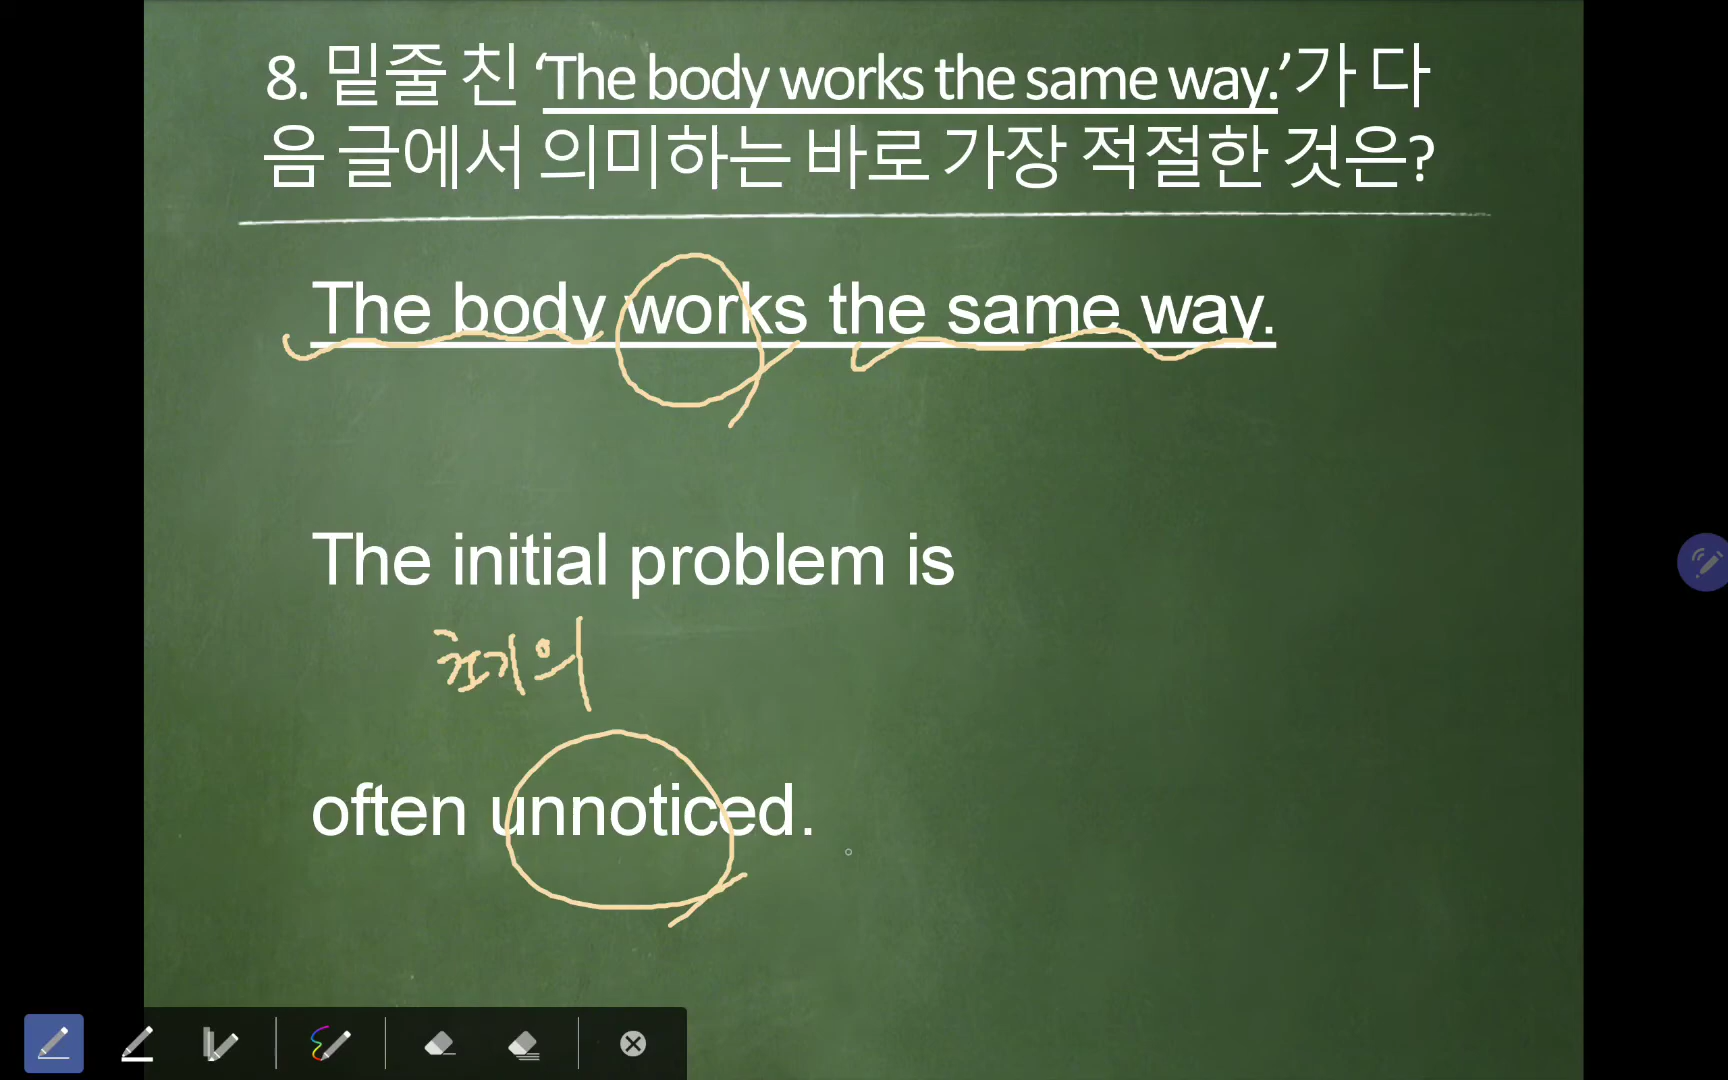 8. 밑줄 친 ‘The body works the same way.’가 다
음 글에서 의미하는 바로 가장 적절한 것은?
The body works the same way.
The initial problem is
초기의
often unnoticed.